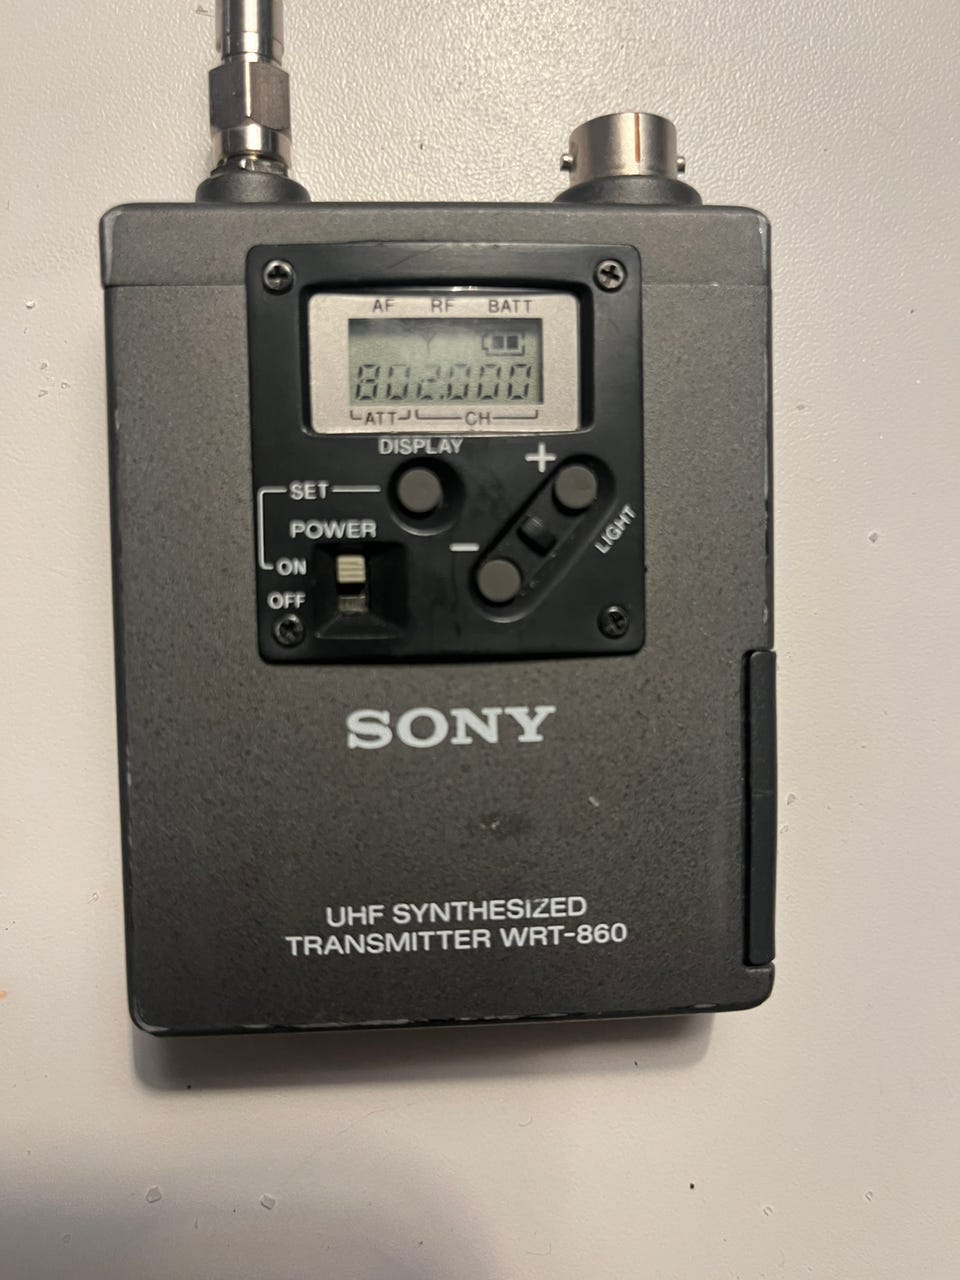 AF RF BATT
802.000
ATT CH
DISPLAY
+
SET
POWER
LIGHT
-
ON
OFF
SONY
UHF SYNTHESIZED
TRANSMITTER WRT-860